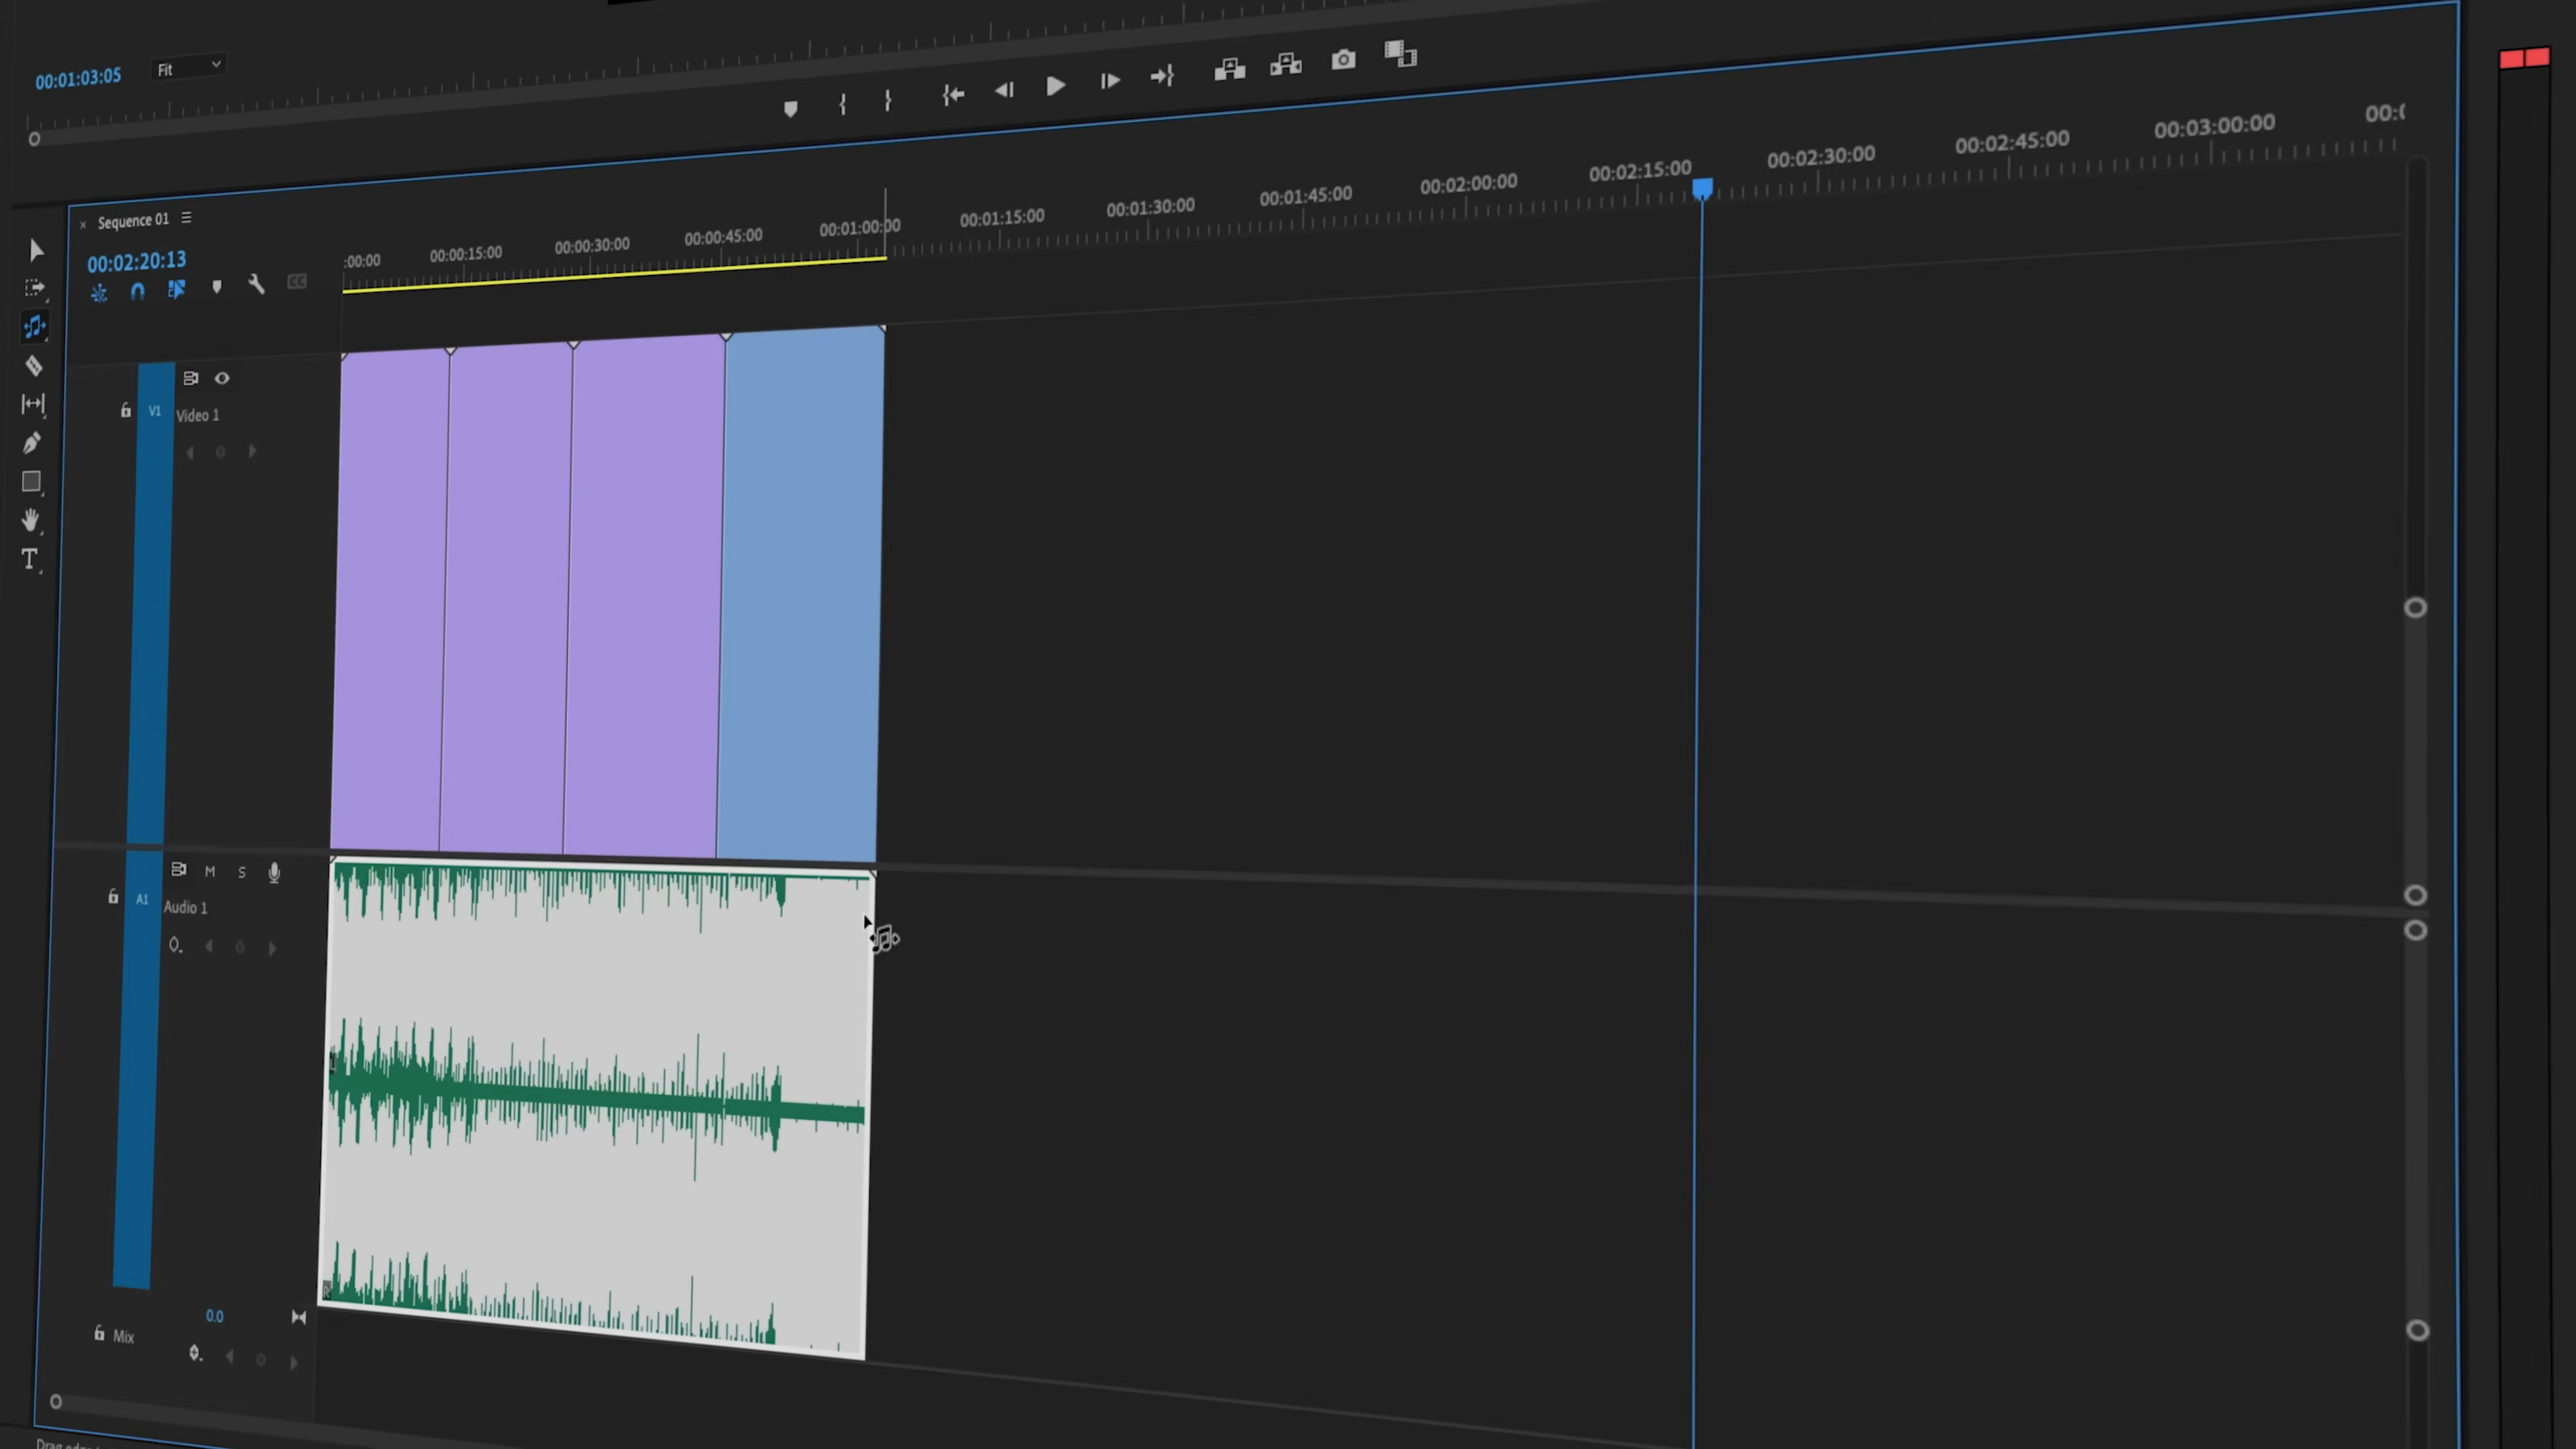 00:01:03:05
Fit
Sequence 01
00:02:20:13
:00:00
00:00:15:00
00:00:30:00
00:00:45:00
00:01:00:00
00:01:15:00
00:01:30:00
00:01:45:00
00:02:00:00
00:02:15:00
00:02:30:00
00:02:45:00
00:03:00:00
00:0
CC
V1
Video 1
M
S
A1
Audio 1
L
R
0.0
Mix
T